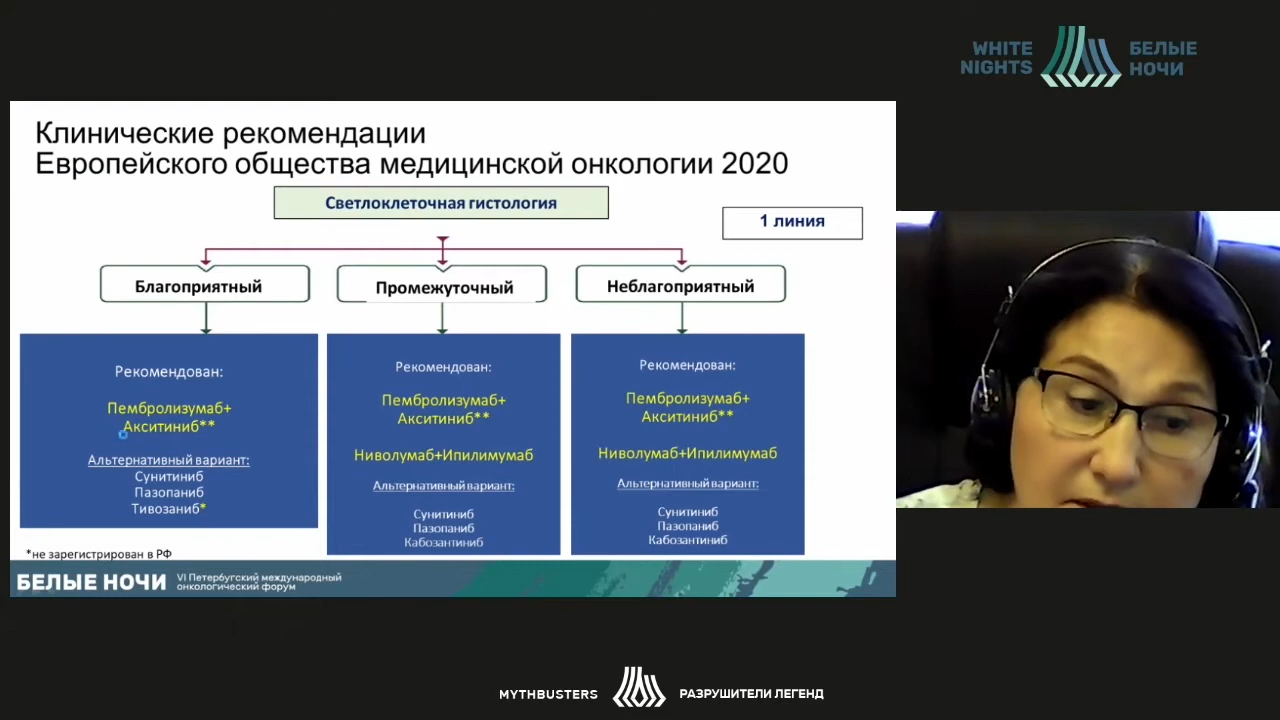 WHITE
NIGHTS
БЕЛЫЕ
НОЧИ
Клинические рекомендации
Европейского общества медицинской онкологии 2020
Светлоклеточная гистология
1 линия
Благоприятный
Промежуточный
Неблагоприятный
Рекомендован:
Пембролизумаб+
Акситиниб**
Альтернативный вариант:
Сунитиниб
Пазопаниб
Тивозаниб*
Рекомендован:
Пембролизумаб+
Акситиниб**
Ниволумаб+Ипилимумаб
Альтернативный вариант:
Сунитиниб
Пазопаниб
Кабозантиниб
Рекомендован:
Пембролизумаб+
Акситиниб**
Ниволумаб+Ипилимумаб
Альтернативный вариант:
Сунитиниб
Пазопаниб
Кабозантиниб
*не зарегистрирован в РФ
БЕЛЫЕ НОЧИ
VI Петербугский международный
онкологический форум
MYTHBUSTERS
РАЗРУШИТЕЛИ ЛЕГЕНД